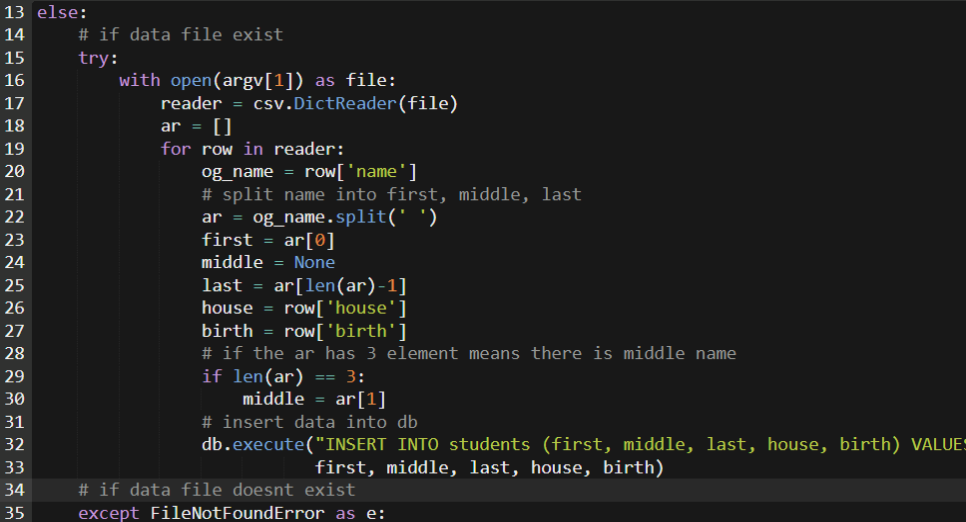 13 else:
14     # if data file exist
15     try:
16         with open(argv[1]) as file:
17             reader = csv.DictReader(file)
18             ar = []
19             for row in reader:
20                 og_name = row['name']
21                 # split name into first, middle, last
22                 ar = og_name.split(' ')
23                 first = ar[0]
24                 middle = None
25                 last = ar[len(ar)-1]
26                 house = row['house']
27                 birth = row['birth']
28                 # if the ar has 3 element means there is middle name
29                 if len(ar) == 3:
30                     middle = ar[1]
31                 # insert data into db
32                 db.execute("INSERT INTO students (first, middle, last, house, birth) VALUES
33                            first, middle, last, house, birth)
34     # if data file doesnt exist
35     except FileNotFoundError as e: